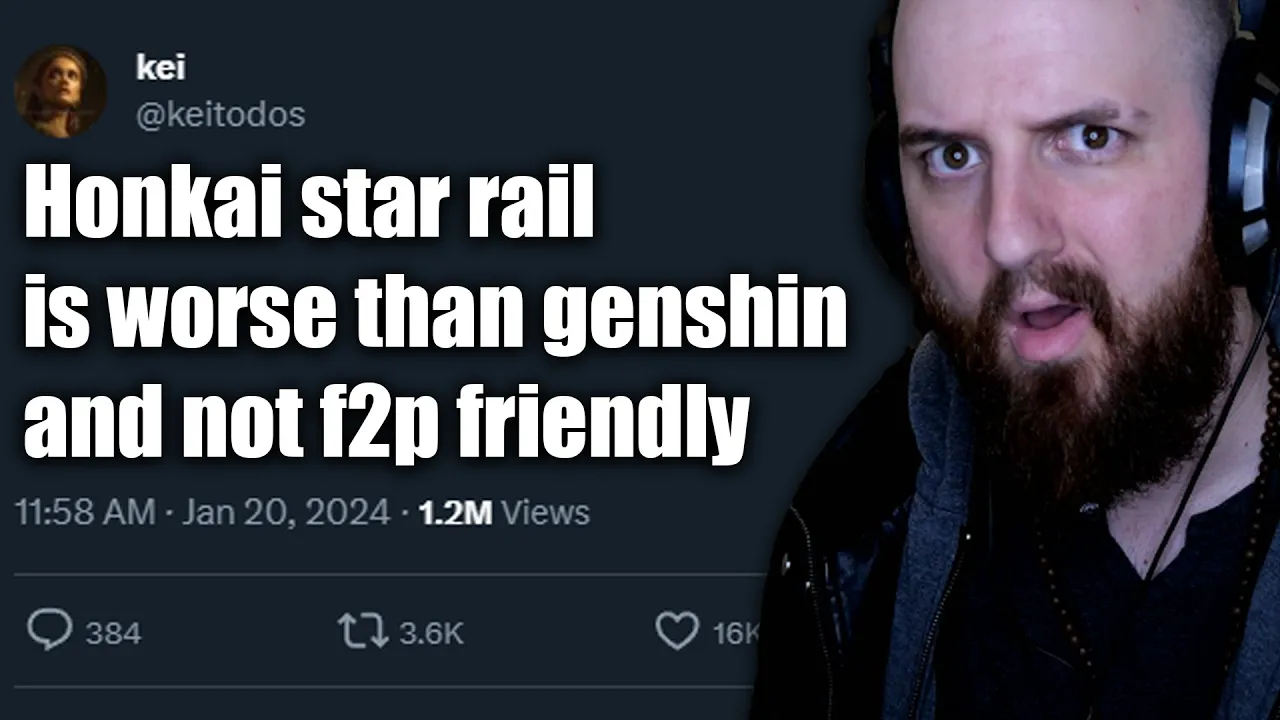 kei
@keitodos
Honkai star rail
is worse than genshin
and not f2p friendly
11:58 AM · Jan 20, 2024 · 1.2M Views
384 3.6K 16K